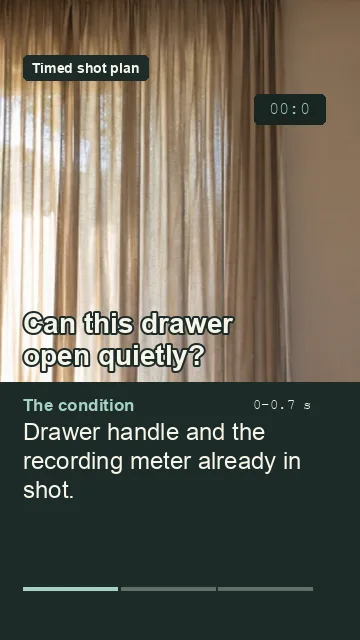 Timed shot plan
00:0
Can this drawer
open quietly?
The condition
0–0.7 s
Drawer handle and the
recording meter already in
shot.